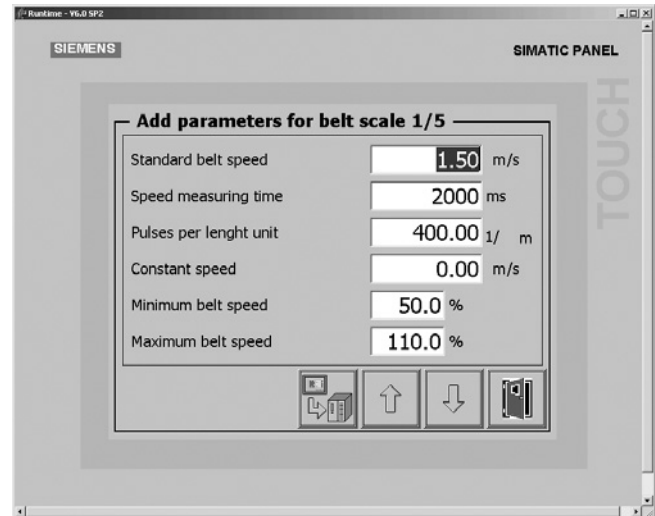 Runtime - V6.0 SP2
SIEMENS
SIMATIC PANEL
TOUCH
Add parameters for belt scale 1/5
Standard belt speed 1.50 m/s
Speed measuring time 2000 ms
Pulses per lenght unit 400.00 1/ m
Constant speed 0.00 m/s
Minimum belt speed 50.0 %
Maximum belt speed 110.0 %